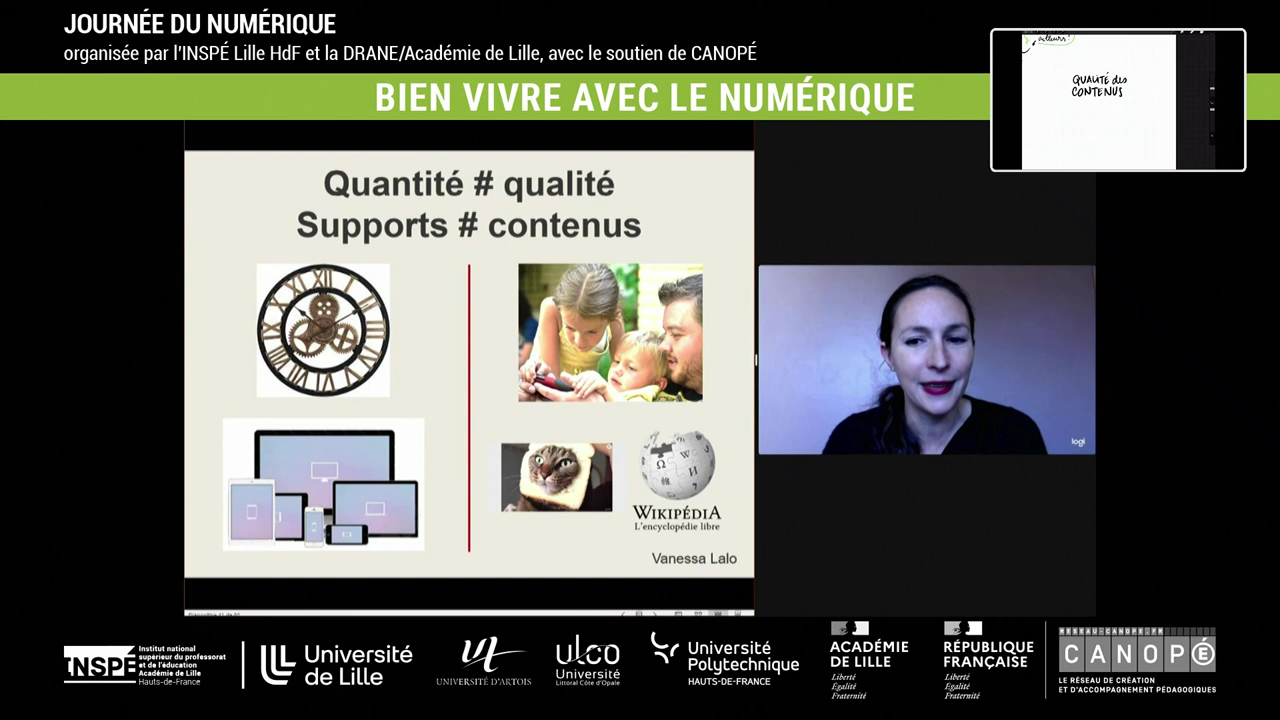 JOURNÉE DU NUMÉRIQUE
organisée par l'INSPÉ Lille HdF et la DRANE/Académie de Lille, avec le soutien de CANOPÉ
BIEN VIVRE AVEC LE NUMÉRIQUE
ailleurs!
QUALITÉ des
CONTENUS
Quantité # qualité
Supports # contenus
WIKIPÉDIA
L'encyclopédie libre
Vanessa Lalo
logi
INSPÉ
Institut national
supérieur du professorat
et de l'éducation
Académie de Lille
Hauts-de-France
Université
de Lille
UNIVERSITÉ D'ARTOIS
ULCO
Université
Littoral Côte d'Opale
Université
Polytechnique
HAUTS-DE-FRANCE
ACADÉMIE
DE LILLE
Liberté
Égalité
Fraternité
RÉPUBLIQUE
FRANÇAISE
Liberté
Égalité
Fraternité
RESEAU-CANOPE.FR
CANOPÉ
LE RÉSEAU DE CRÉATION
ET D'ACCOMPAGNEMENT PÉDAGOGIQUES